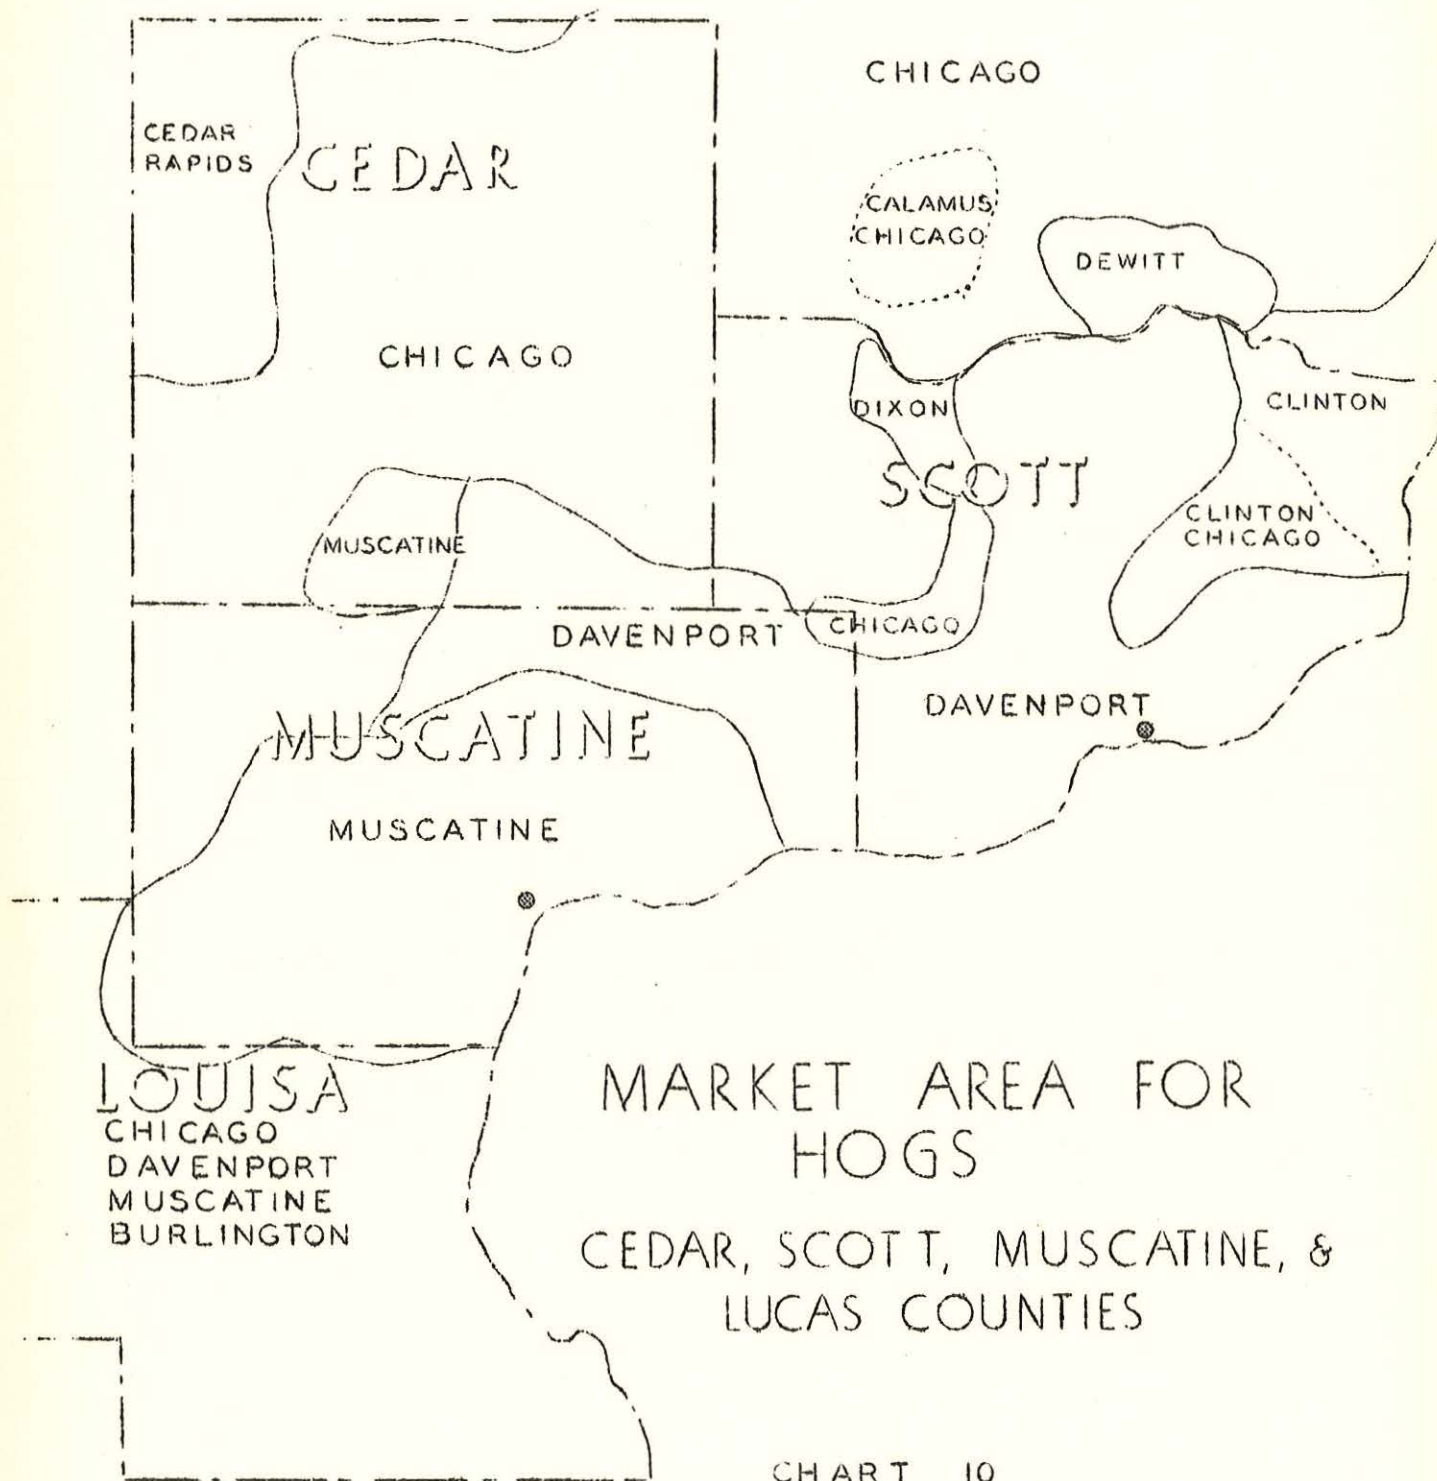 CHICAGO
CEDAR
RAPIDS
CEDAR
CALAMUS
CHICAGO
DEWITT
CHICAGO
DIXON
CLINTON
SCOTT
CLINTON
CHICAGO
MUSCATINE
DAVENPORT
CHICAGO
DAVENPORT
MUSCATINE
MUSCATINE
LOUISA
CHICAGO
DAVENPORT
MUSCATINE
BURLINGTON
MARKET AREA FOR
HOGS
CEDAR, SCOTT, MUSCATINE, &
LUCAS COUNTIES
CHART 10